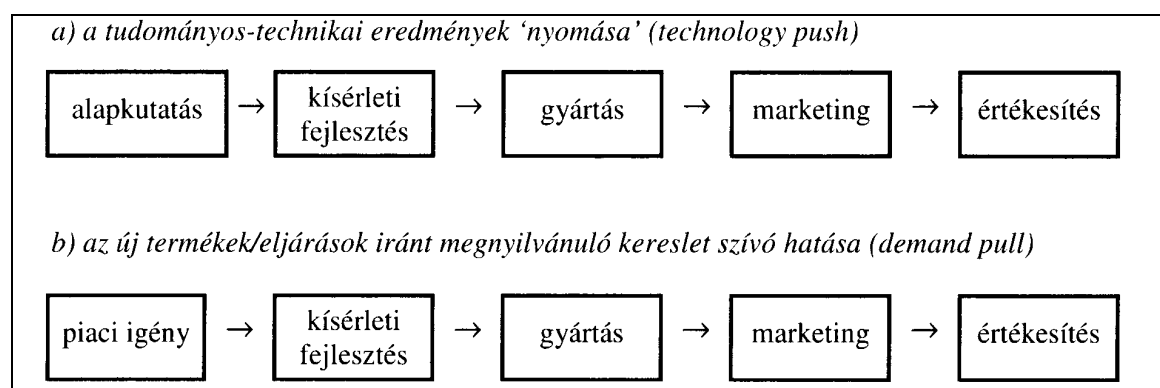 a) a tudományos-technikai eredmények ‘nyomása’ (technology push)
alapkutatás → kísérleti fejlesztés → gyártás → marketing → értékesítés
b) az új termékek/eljárások iránt megnyilvánuló kereslet szívó hatása (demand pull)
piaci igény → kísérleti fejlesztés → gyártás → marketing → értékesítés